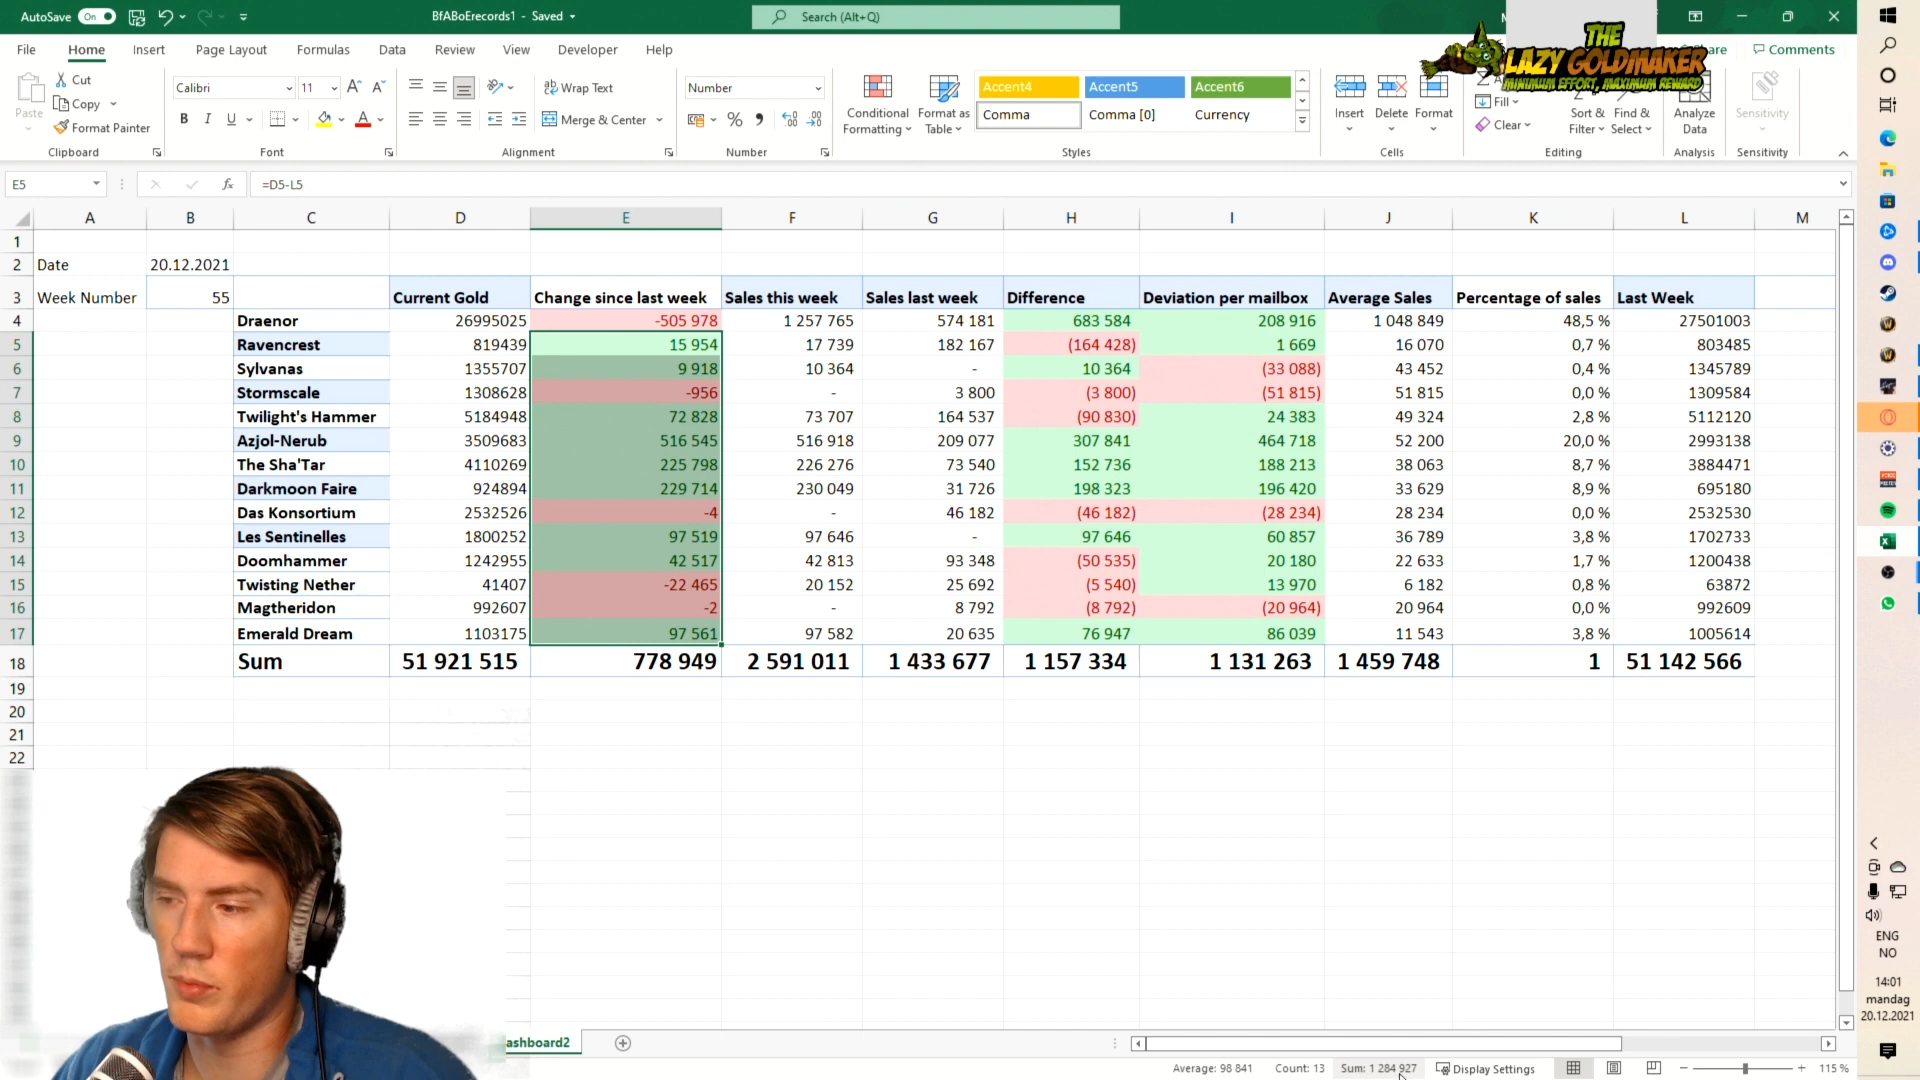 AutoSave On BfABoErecords1 - Saved Search (Alt+Q)
File Home Insert Page Layout Formulas Data Review View Developer Help Share Comments
THE
LAZY GOLDMAKER
MINIMUM EFFORT, MAXIMUM REWARD
Paste Cut Copy Format Painter Clipboard
Calibri 11 B I U A Font
Wrap Text Merge & Center Alignment
Number % Number
Conditional Formatting Format as Table
Accent4 Accent5 Accent6
Comma Comma [0] Currency
Styles
Insert Delete Format Cells
Fill Clear Sort & Filter Find & Select Editing
Analyze Data Analysis
Sensitivity Sensitivity
E5 fx =D5-L5
A B C D E F G H I J K L M
1
2 Date 20.12.2021
3 Week Number 55 Current Gold Change since last week Sales this week Sales last week Difference Deviation per mailbox Average Sales Percentage of sales Last Week
4 Draenor 26995025 -505 978 1 257 765 574 181 683 584 208 916 1 048 849 48,5 % 27501003
5 Ravencrest 819439 15 954 17 739 182 167 (164 428) 1 669 16 070 0,7 % 803485
6 Sylvanas 1355707 9 918 10 364 - 10 364 (33 088) 43 452 0,4 % 1345789
7 Stormscale 1308628 -956 - 3 800 (3 800) (51 815) 51 815 0,0 % 1309584
8 Twilight's Hammer 5184948 72 828 73 707 164 537 (90 830) 24 383 49 324 2,8 % 5112120
9 Azjol-Nerub 3509683 516 545 516 918 209 077 307 841 464 718 52 200 20,0 % 2993138
10 The Sha'Tar 4110269 225 798 226 276 73 540 152 736 188 213 38 063 8,7 % 3884471
11 Darkmoon Faire 924894 229 714 230 049 31 726 198 323 196 420 33 629 8,9 % 695180
12 Das Konsortium 2532526 -4 - 46 182 (46 182) (28 234) 28 234 0,0 % 2532530
13 Les Sentinelles 1800252 97 519 97 646 - 97 646 60 857 36 789 3,8 % 1702733
14 Doomhammer 1242955 42 517 42 813 93 348 (50 535) 20 180 22 633 1,7 % 1200438
15 Twisting Nether 41407 -22 465 20 152 25 692 (5 540) 13 970 6 182 0,8 % 63872
16 Magtheridon 992607 -2 - 8 792 (8 792) (20 964) 20 964 0,0 % 992609
17 Emerald Dream 1103175 97 561 97 582 20 635 76 947 86 039 11 543 3,8 % 1005614
18 Sum 51 921 515 778 949 2 591 011 1 433 677 1 157 334 1 131 263 1 459 748 1 51 142 566
19
20
21
22
ashboard2
Average: 98 841 Count: 13 Sum: 1 284 927 Display Settings 115 %
ENG
NO
14:01
mandag
20.12.2021